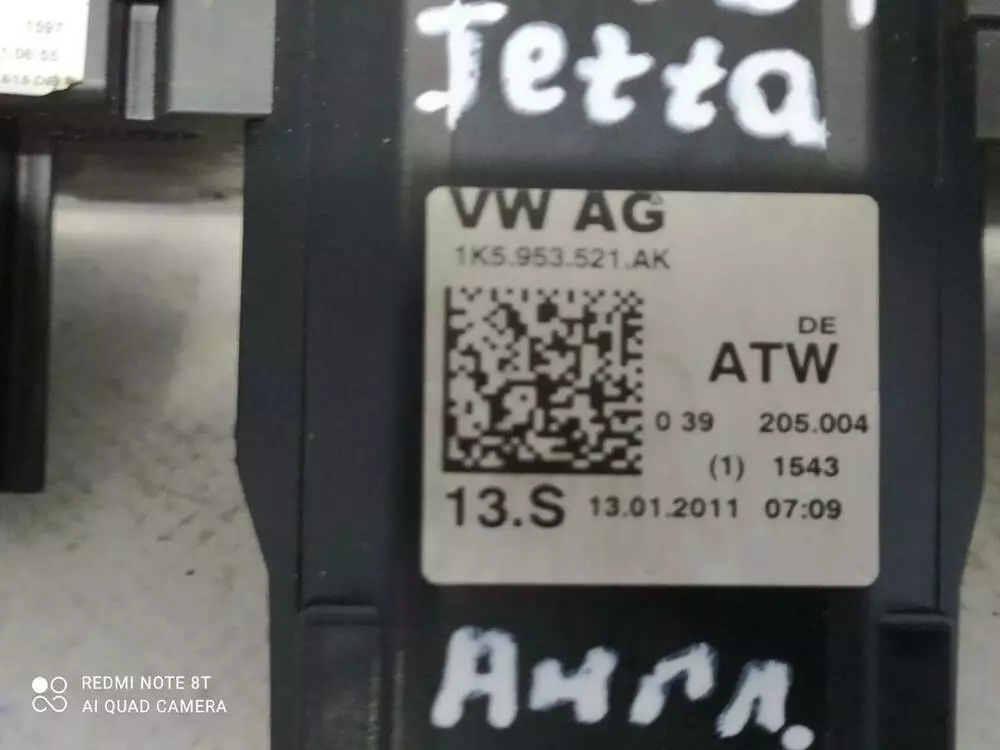 1597
Jetta
VW AG
1K5.953.521.AK
DE
ATW
0 39 205.004
(1) 1543
13.S 13.01.2011 07:09
Англ.
REDMI NOTE 8T
AI QUAD CAMERA